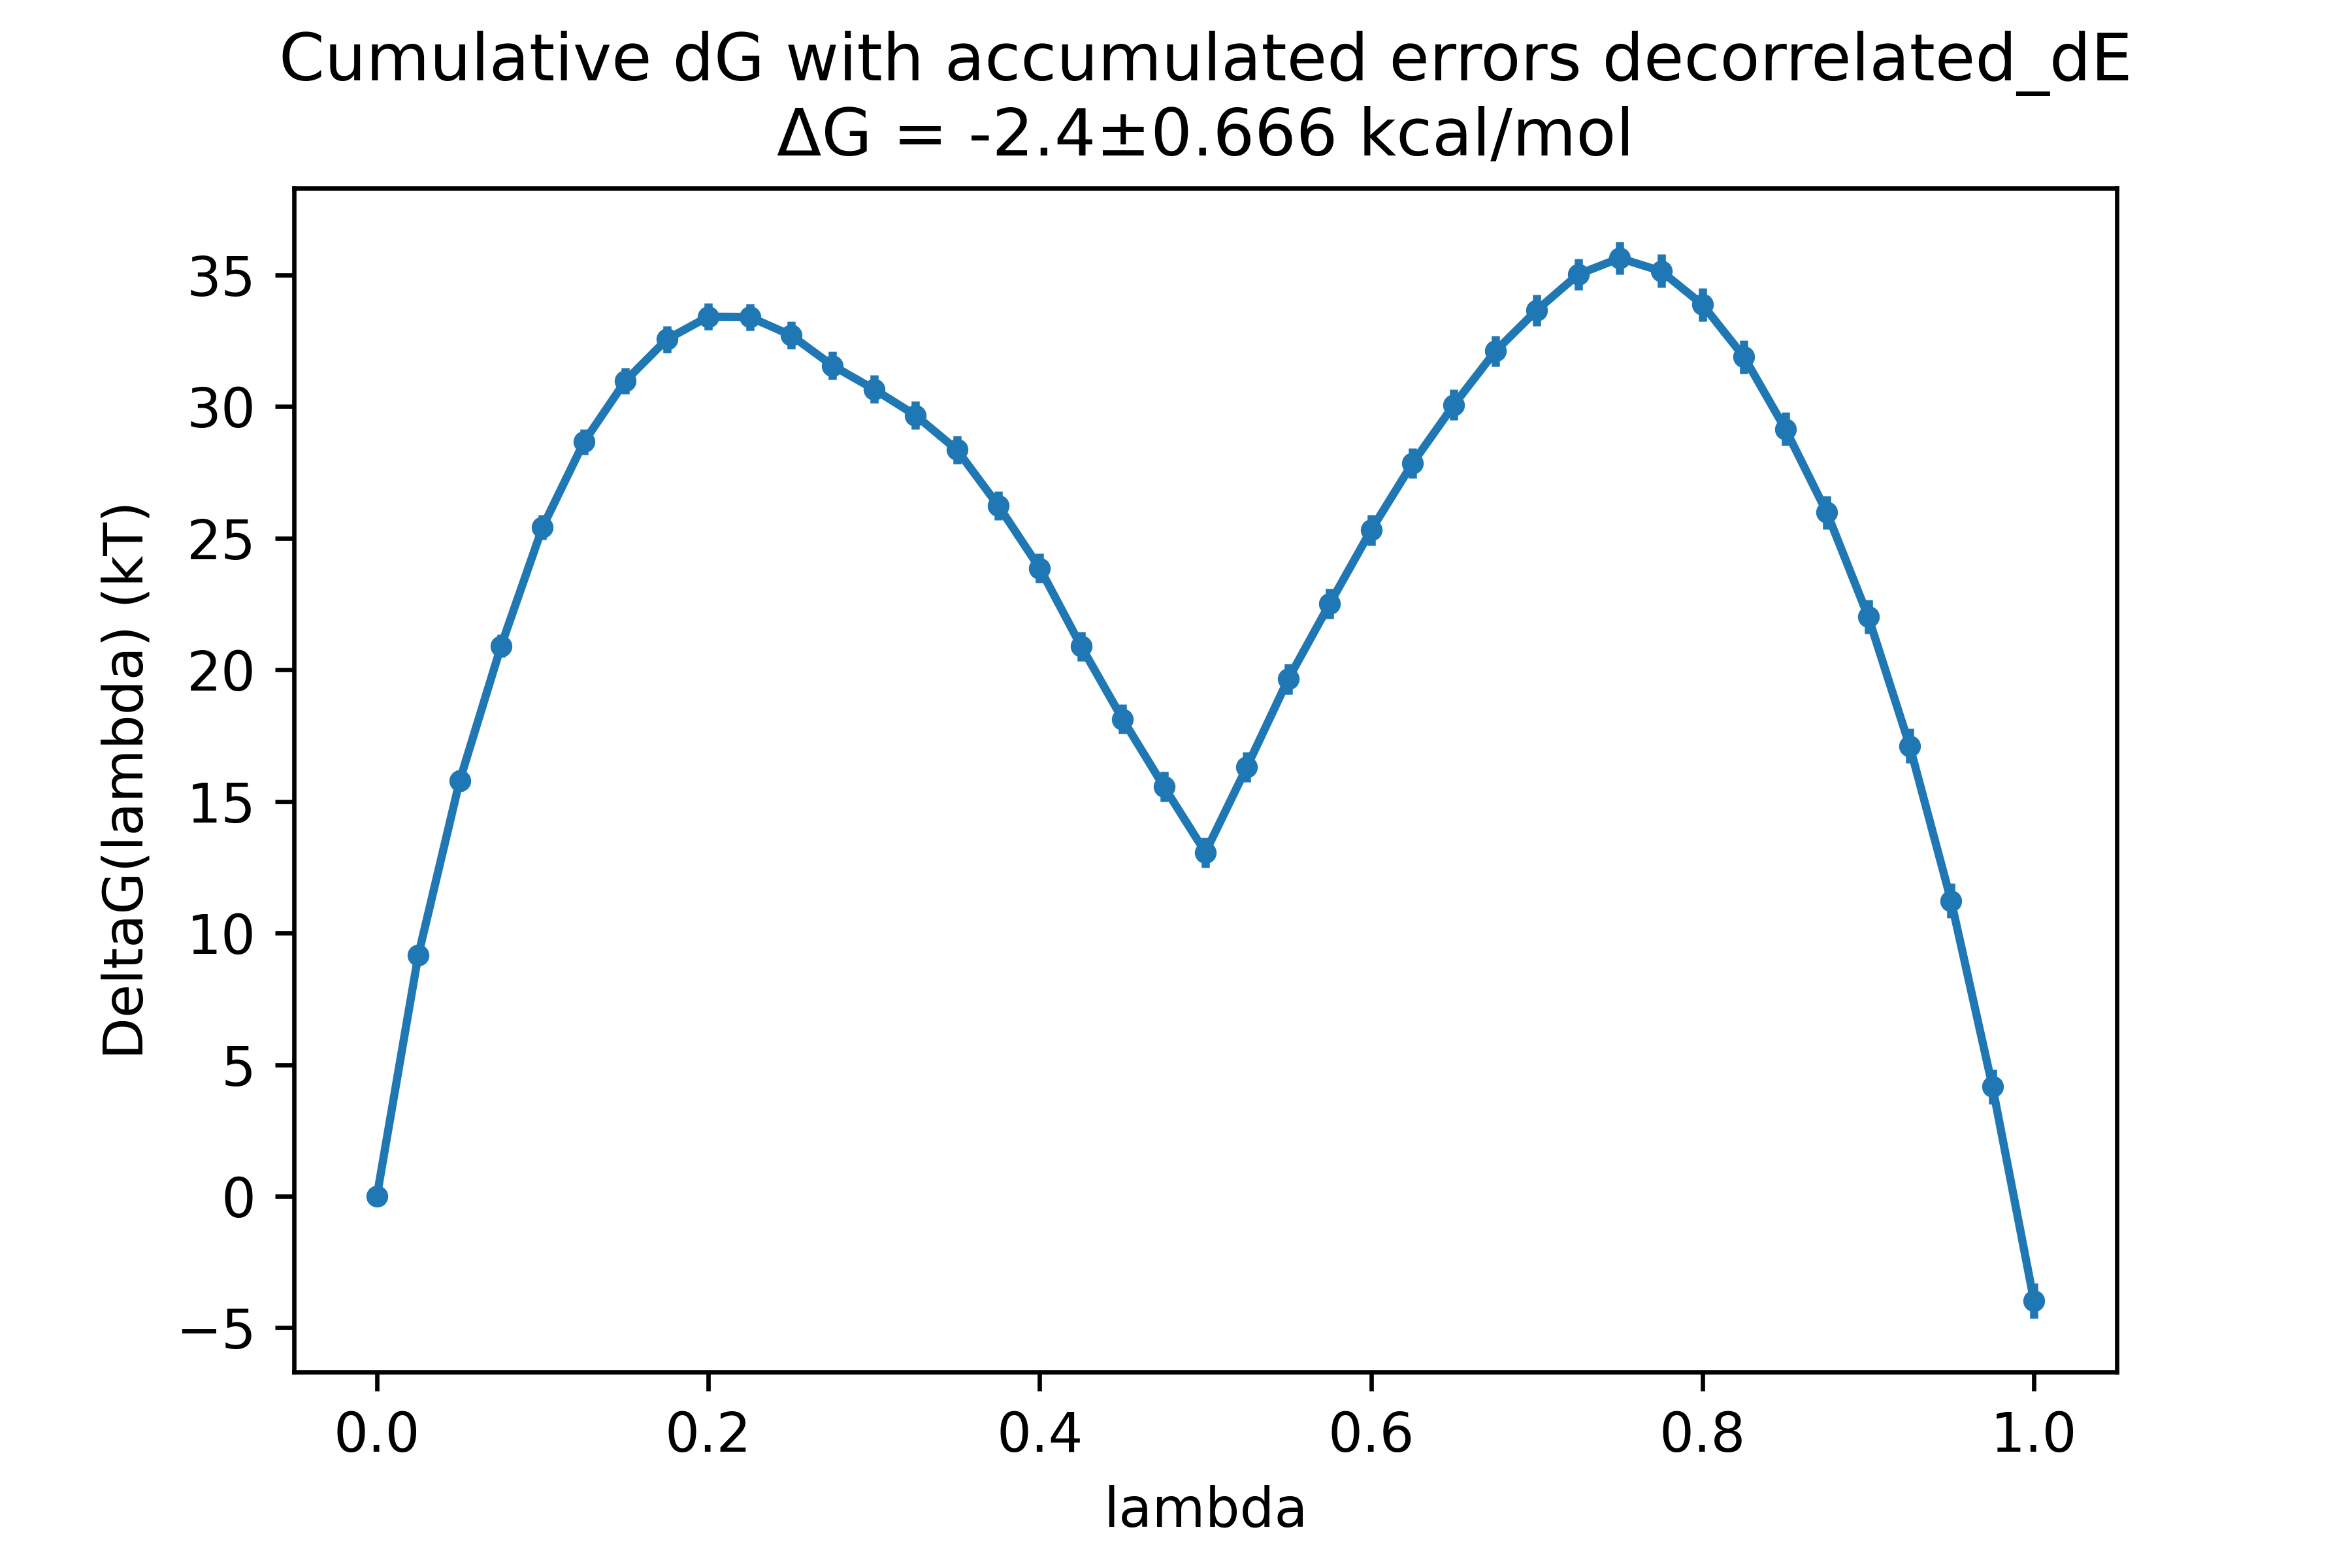 Cumulative dG with accumulated errors decorrelated_dE
ΔG = -2.4±0.666 kcal/mol
DeltaG(lambda) (kT)
35
30
25
20
15
10
5
0
−5
0.0 0.2 0.4 0.6 0.8 1.0
lambda